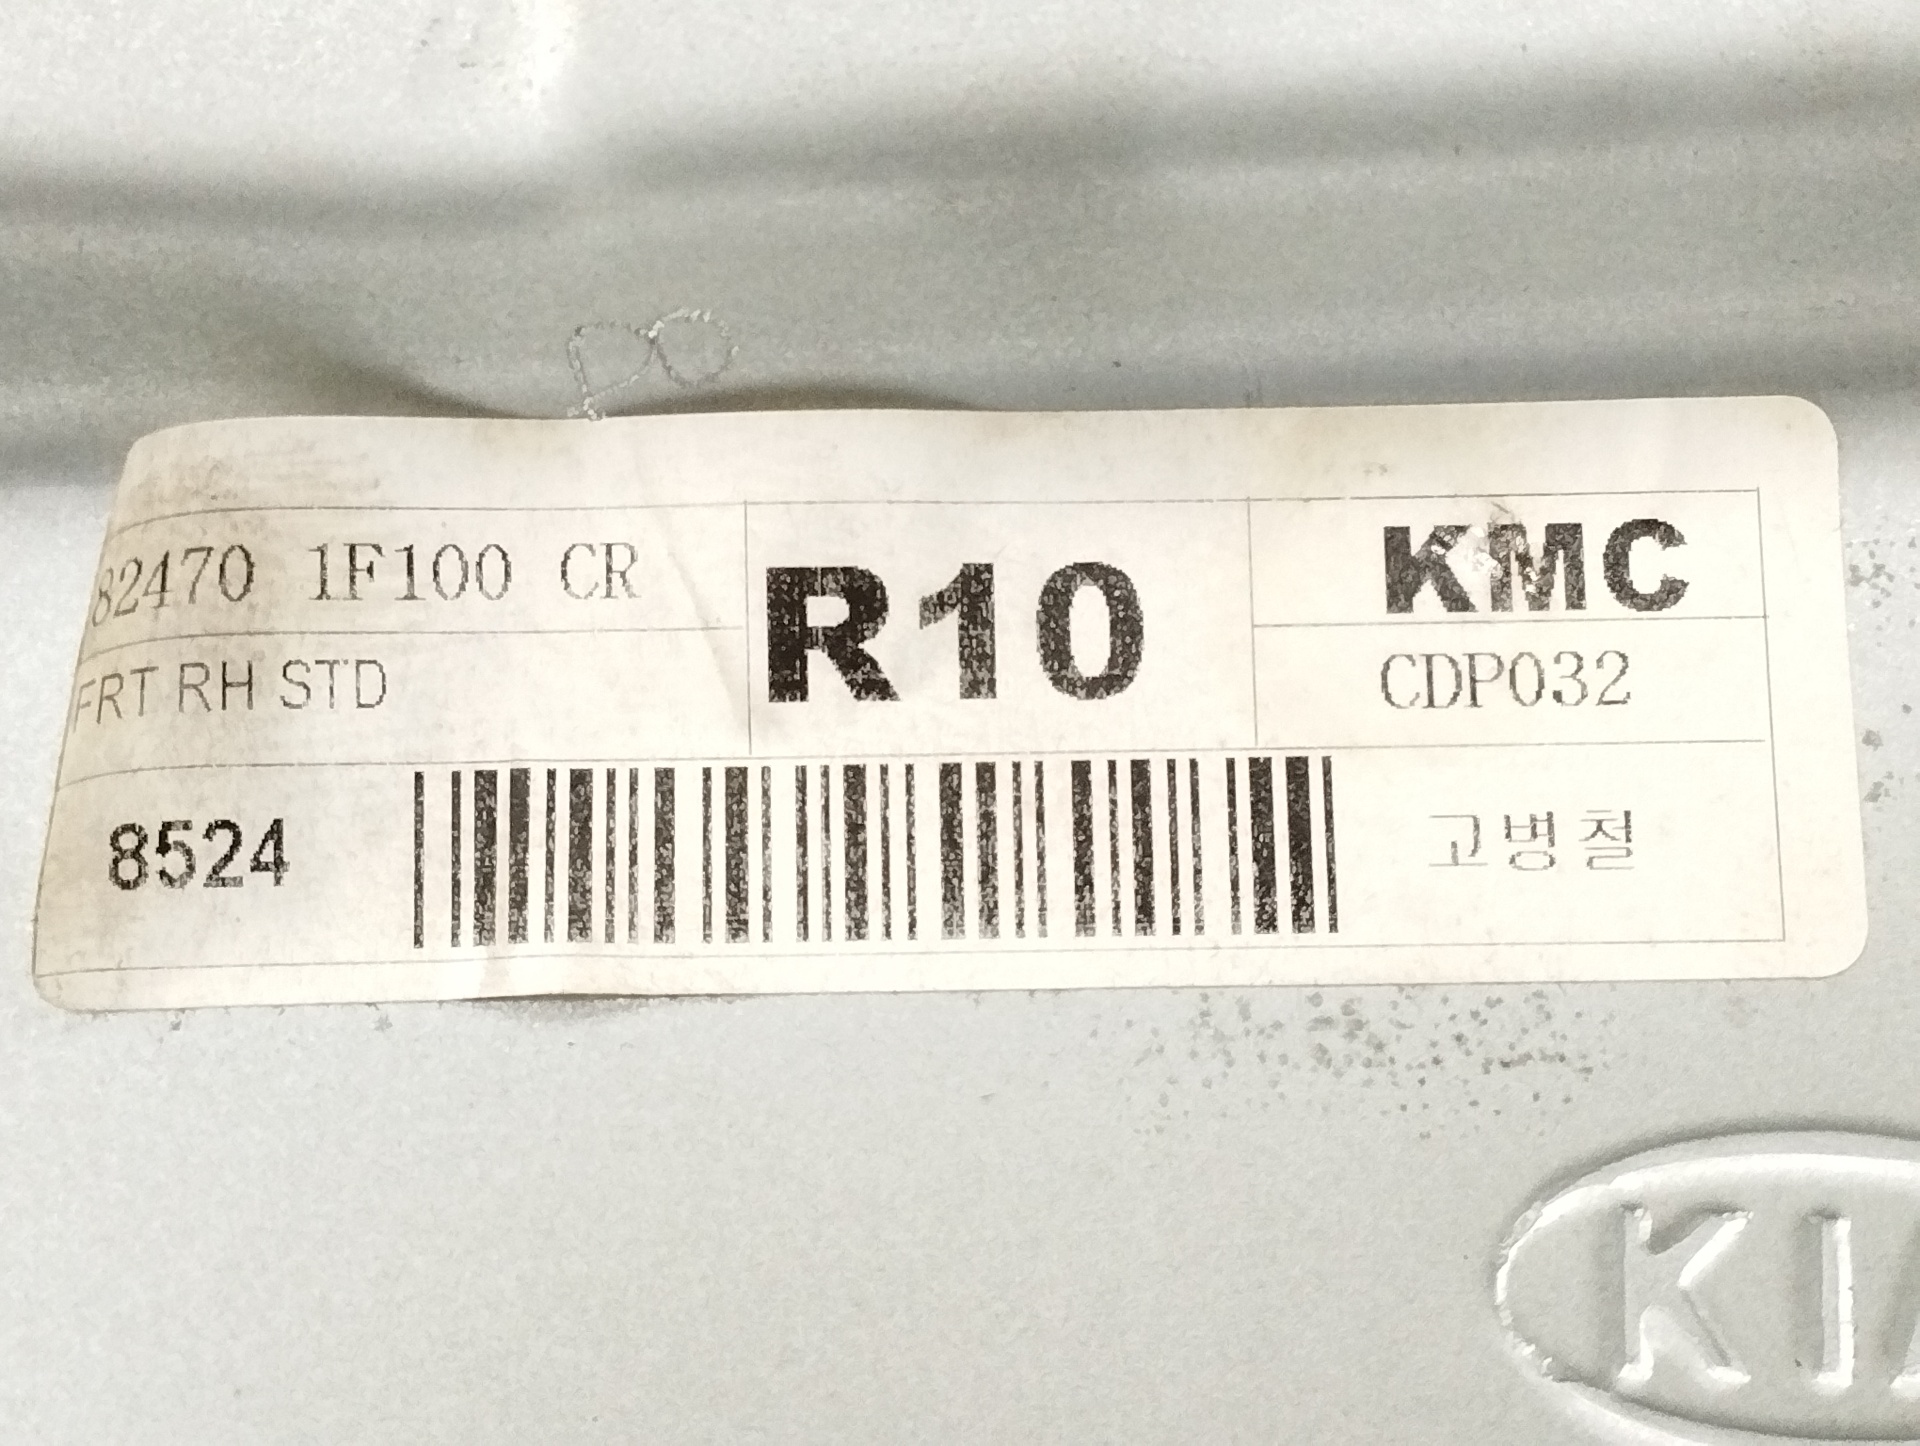 82470 1F100 CR
R10
KMC
FRT RH STD
CDP032
8524
고병철